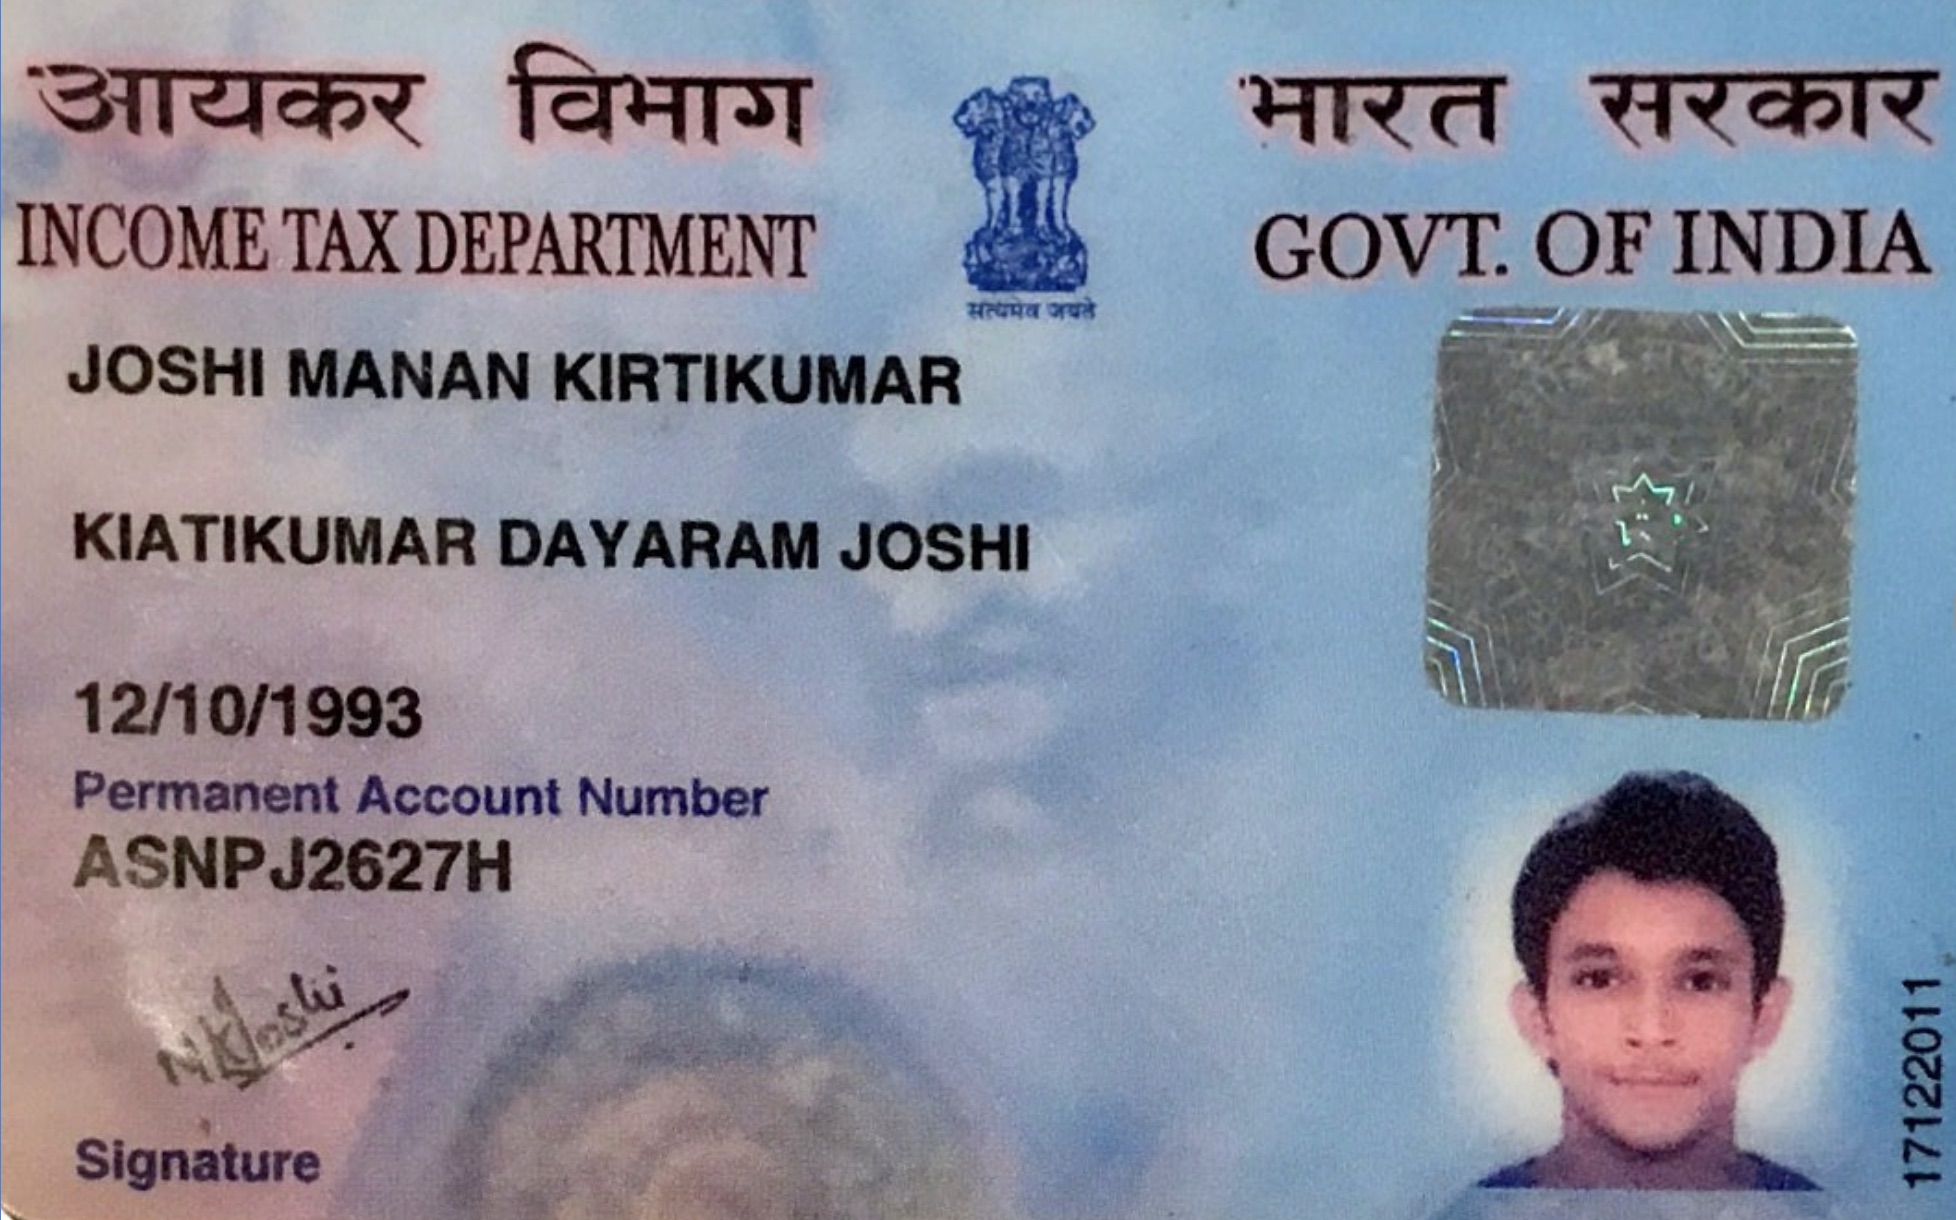 आयकर विभाग
भारत सरकार
INCOME TAX DEPARTMENT
GOVT. OF INDIA
सत्यमेव जयते
JOSHI MANAN KIRTIKUMAR
KIATIKUMAR DAYARAM JOSHI
12/10/1993
Permanent Account Number
ASNPJ2627H
MKJoshi
Signature
17122011